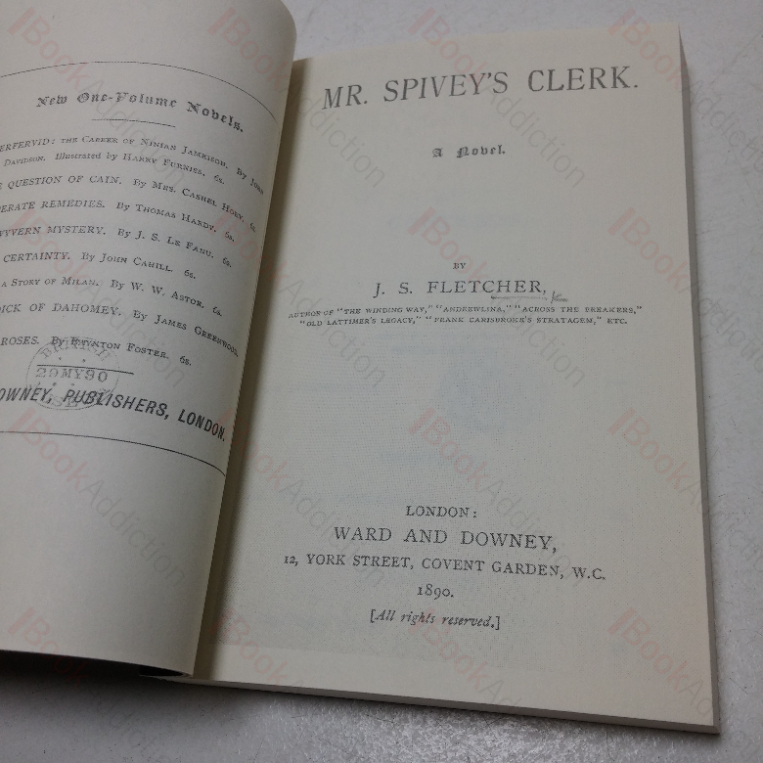 New One-Volume Novels.
ERFERVID: THE CAREER OF NINIAN JAMIESON. By JOHN
DAVIDSON. Illustrated by HARRY FURNISS. 6s.
QUESTION OF CAIN. By MRS. CASHEL HOEY. 6s.
ERATE REMEDIES. By THOMAS HARDY. 6s.
WYVERN MYSTERY. By J. S. LE FANU. 6s.
CERTAINTY. By JOHN CAHILL. 6s.
A STORY OF MILAN. By W. W. ASTOR. 6s.
DICK OF DAHOMEY. By JAMES GREENWOOD.
ROSES. By BRYNTON FOSTER. 6s.
29MY90
OWNEY, PUBLISHERS, LONDON.
MR. SPIVEY'S CLERK.
A Novel.
BY
J. S. FLETCHER,
AUTHOR OF "THE WINDING WAY," "ANDREWLINA," "ACROSS THE BREAKERS,"
"OLD LATTIMER'S LEGACY," "FRANK CARISBROKE'S STRATAGEM," ETC.
LONDON:
WARD AND DOWNEY,
12, YORK STREET, COVENT GARDEN, W.C.
1890.
[All rights reserved.]
BookAddiction